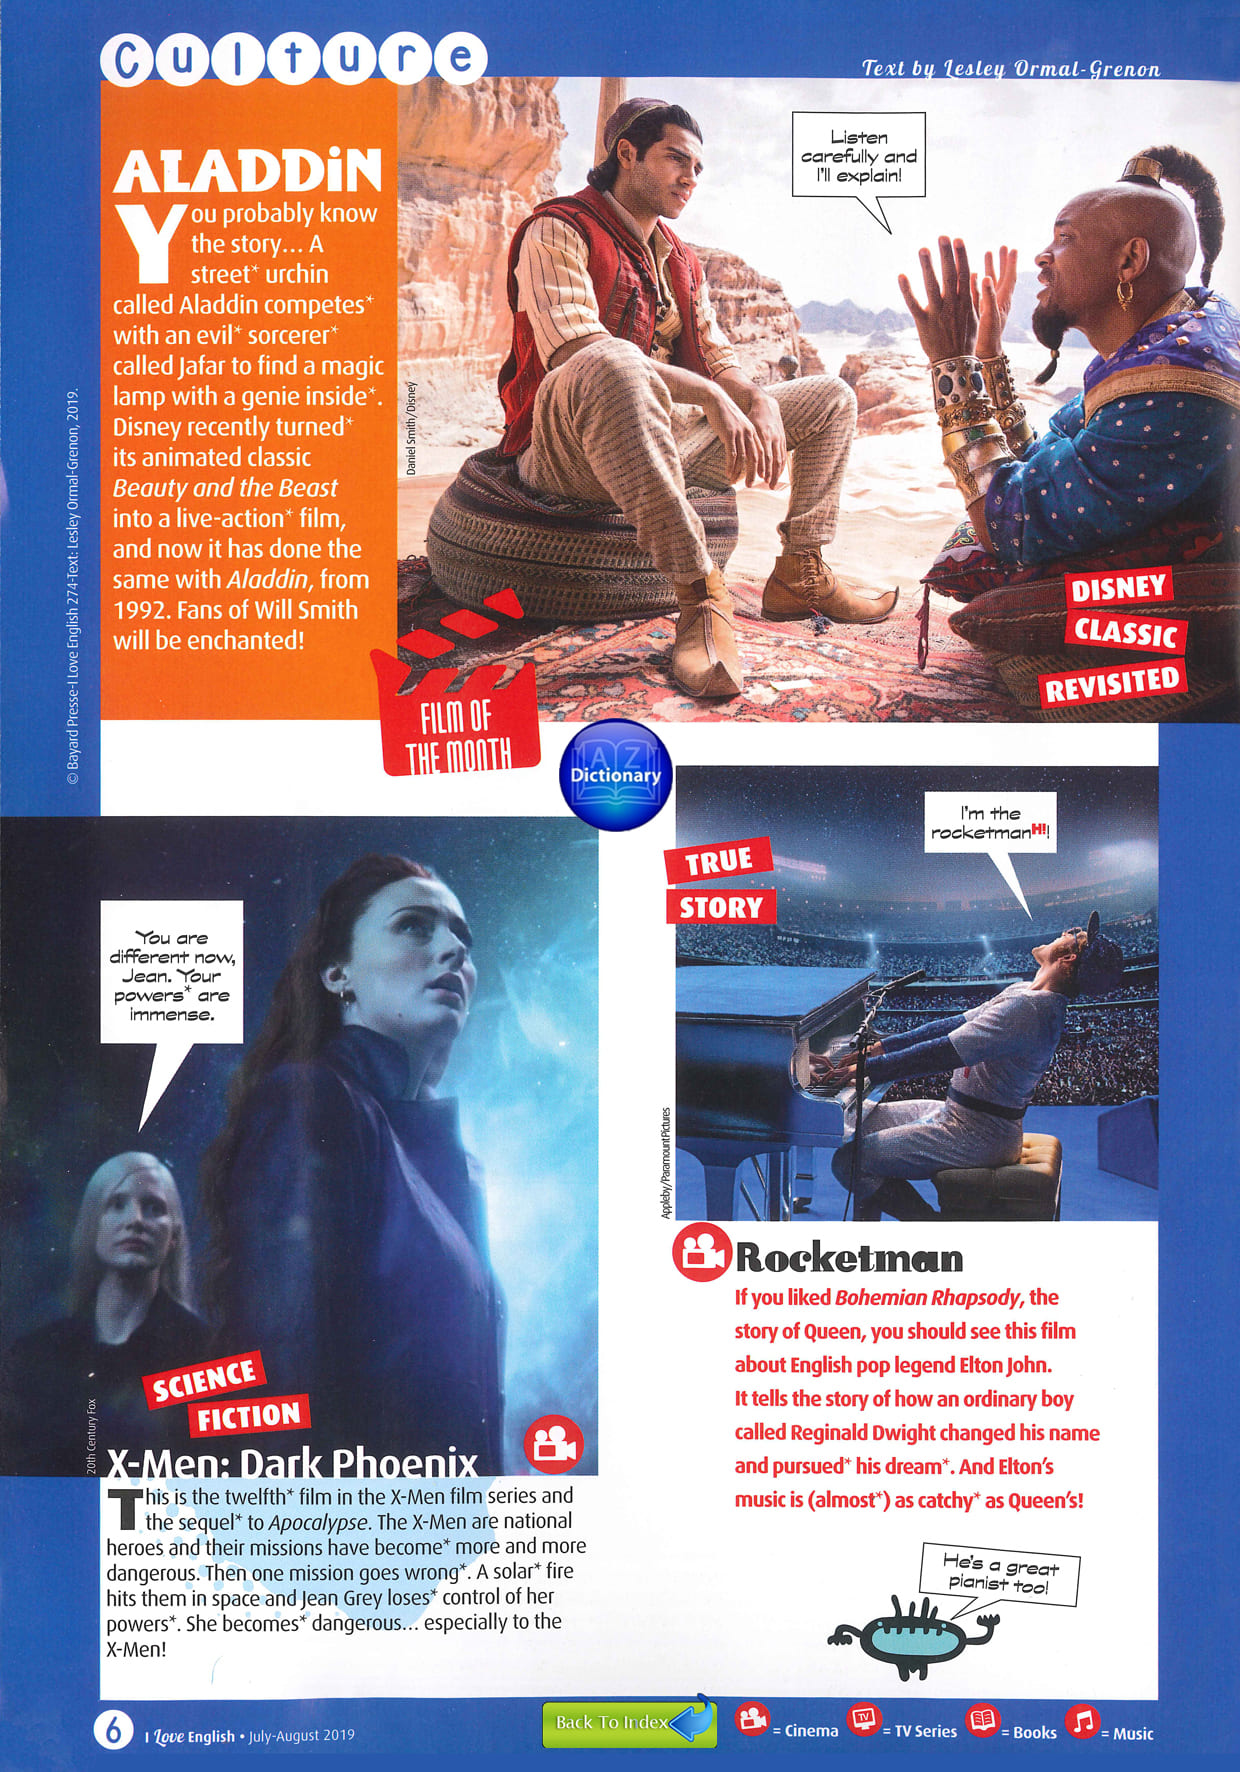 Culture
Text by Lesley Ormal-Grenon
ALADDiN
You probably know
the story... A
street* urchin
called Aladdin competes*
with an evil* sorcerer*
called Jafar to find a magic
lamp with a genie inside*.
Disney recently turned*
its animated classic
Beauty and the Beast
into a live-action* film,
and now it has done the
same with Aladdin, from
1992. Fans of Will Smith
will be enchanted!
Listen
carefully and
I'll explain!
Daniel Smith/Disney
© Bayard Presse-I Love English 274-Text: Lesley Ormal-Grenon, 2019.
DISNEY
CLASSIC
REVISITED
FILM OF
THE MONTH
A Z
Dictionary
You are
different now,
Jean. Your
powers* are
immense.
SCIENCE
FICTION
20th Century Fox
X-Men: Dark Phoenix
This is the twelfth* film in the X-Men film series and
the sequel* to Apocalypse. The X-Men are national
heroes and their missions have become* more and more
dangerous. Then one mission goes wrong*. A solar* fire
hits them in space and Jean Grey loses* control of her
powers*. She becomes* dangerous... especially to the
X-Men!
TRUE
STORY
I'm the
rocketmanH!!
Appleby/Paramount Pictures
Rocketman
If you liked Bohemian Rhapsody, the
story of Queen, you should see this film
about English pop legend Elton John.
It tells the story of how an ordinary boy
called Reginald Dwight changed his name
and pursued* his dream*. And Elton's
music is (almost*) as catchy* as Queen's!
He's a great
pianist too!
6 I Love English • July-August 2019
Back To Index
= Cinema
TV = TV Series
= Books
= Music